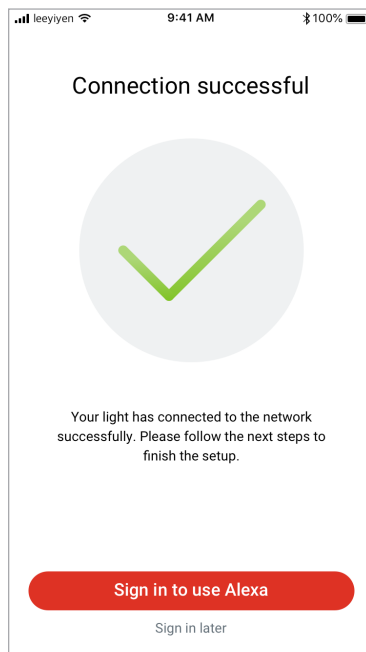 leeyiyen 9:41 AM 100%
Connection successful
Your light has connected to the network
successfully. Please follow the next steps to
finish the setup.
Sign in to use Alexa
Sign in later